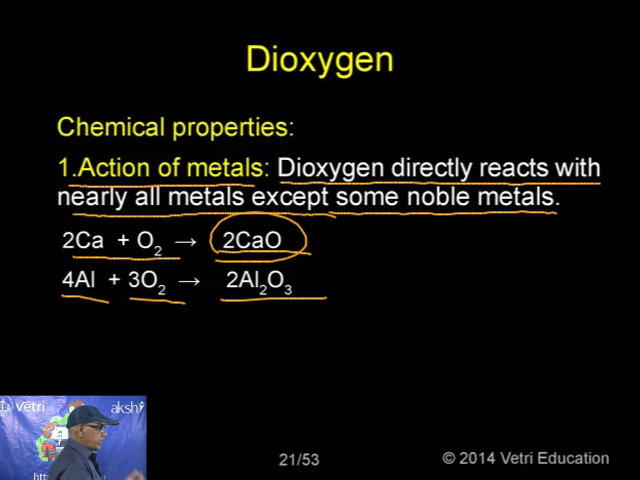 Dioxygen
Chemical properties:
1.Action of metals: Dioxygen directly reacts with
nearly all metals except some noble metals.
2Ca + O₂ → 2CaO
4Al + 3O₂ → 2Al₂O₃
vetri
akshi
21/53
© 2014 Vetri Education